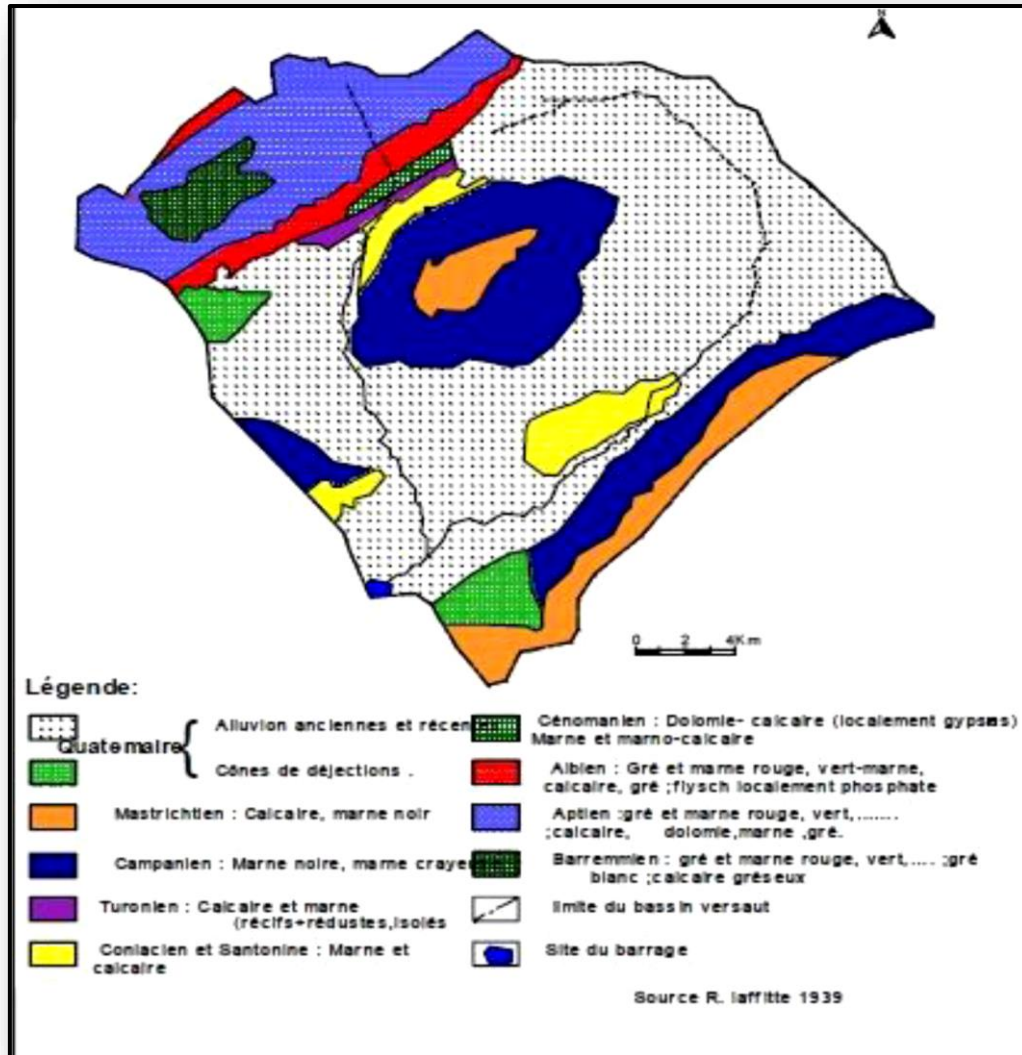 N
0 2 4Km
Légende:
Quaternaire {
Alluvion anciennes et récen
Cônes de déjections .
Mastrichtien : Calcaire, marne noir
Campanien : Marne noire, marne craye
Turonien : Calcaire et marne
(récifs+rédustes,isolés
Coniacien et Santonine : Marne et
calcaire
Cénomanien : Dolomie- calcaire (localement gypses)
Marne et marno-calcaire
Albien : Gré et marne rouge, vert-marne,
calcaire, gré ;flysch localement phosphate
Aptien :gré et marne rouge, vert,.......
;calcaire, dolomie,marne ,gré.
Barremmien : gré et marne rouge, vert,.... ;gré
blanc ;calcaire gréseux
limite du bassin versaut
Site du barrage
Source R. laffitte 1939